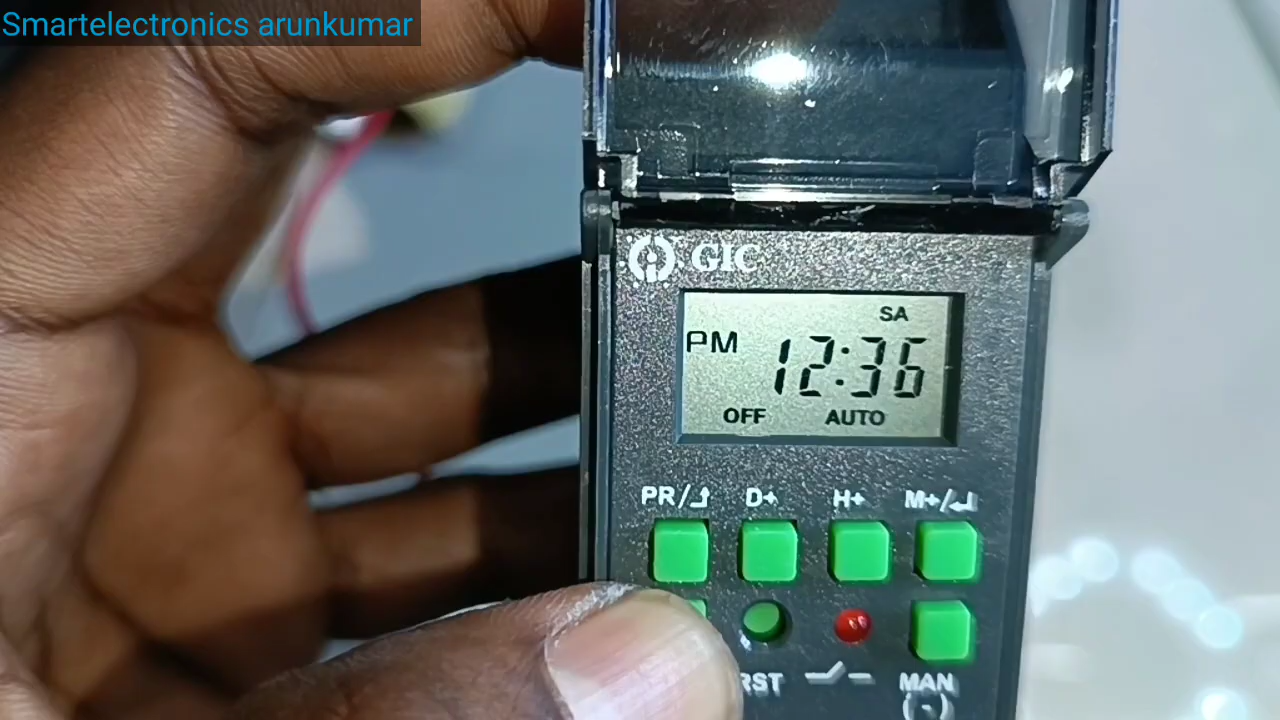 Smartelectronics arunkumar
GIC
SA
PM 12:36
OFF AUTO
PR/ D+ H+ M+/
RST MAN
(-)